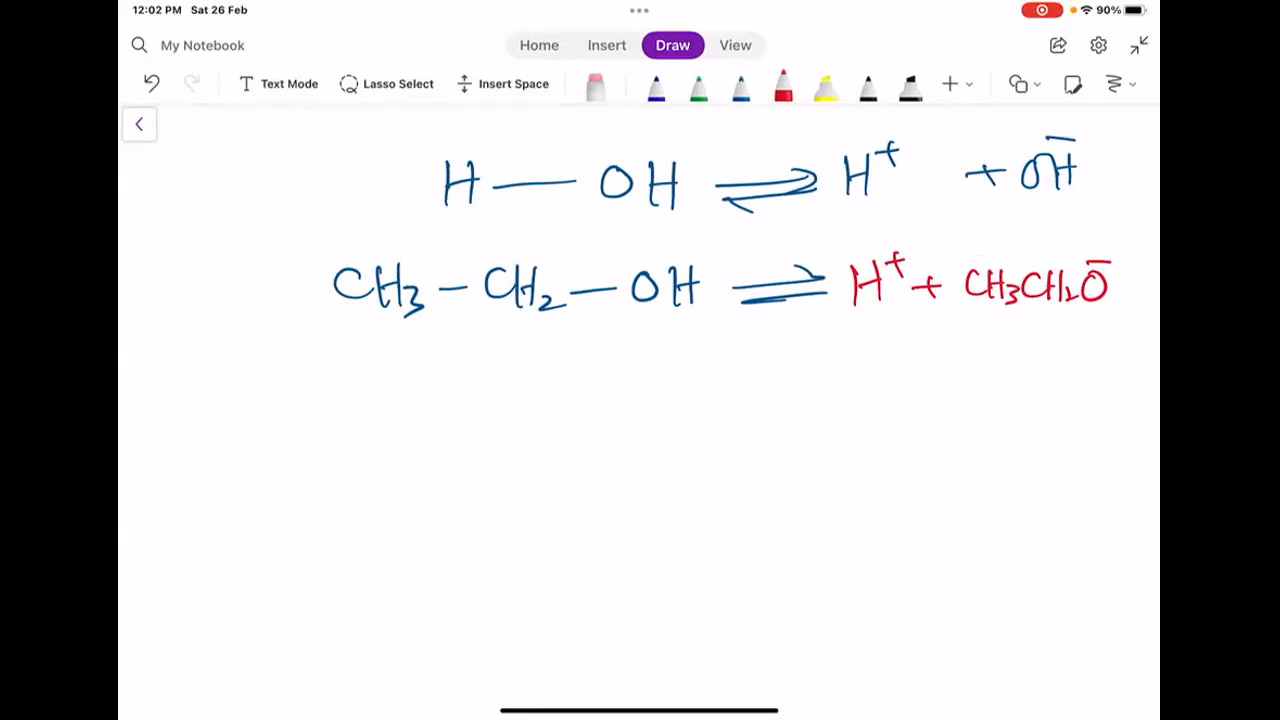 12:02 PM Sat 26 Feb 90%
My Notebook Home Insert Draw View
Text Mode Lasso Select Insert Space
H — OH ⇌ H⁺ + OH⁻
CH₃ – CH₂ – OH ⇌ H⁺ + CH₃CH₂O⁻